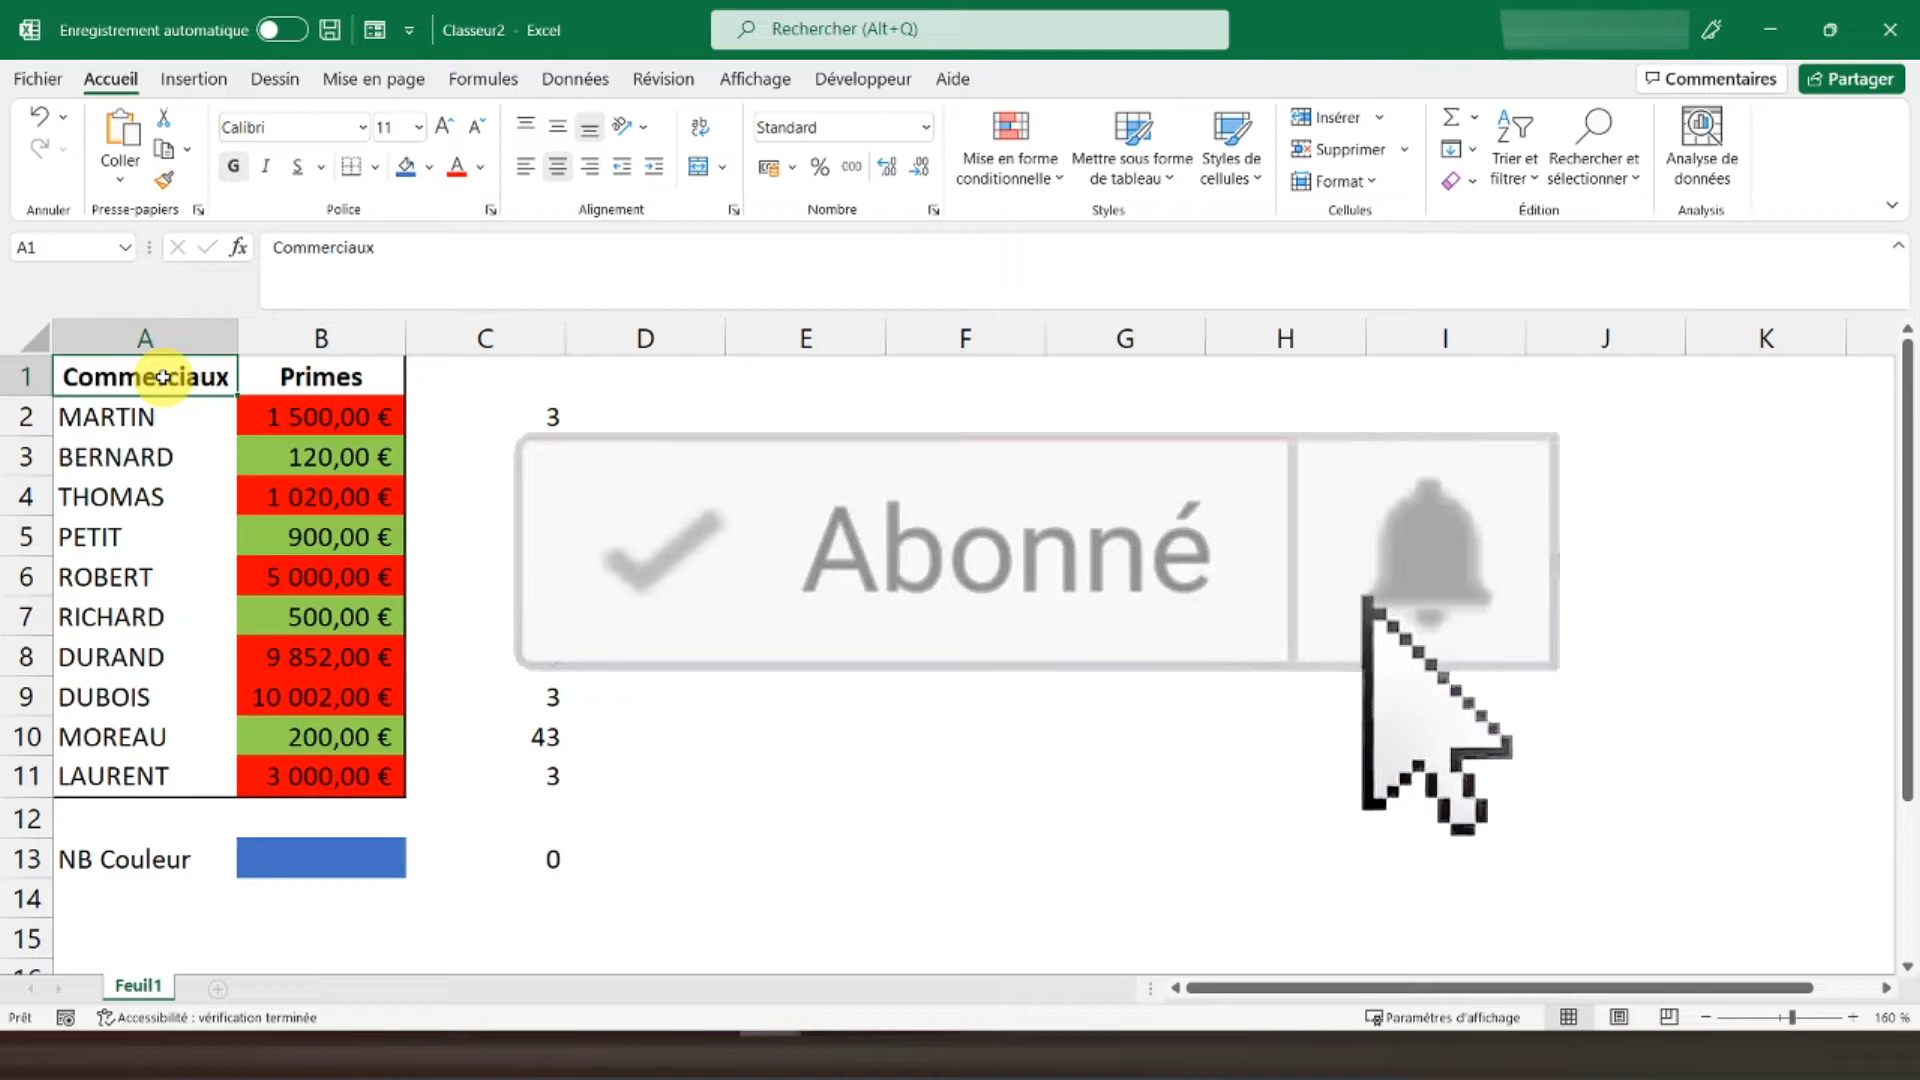 Enregistrement automatique Classeur2 - Excel Rechercher (Alt+Q)
Fichier Accueil Insertion Dessin Mise en page Formules Données Révision Affichage Développeur Aide Commentaires Partager
Coller
Calibri 11
G I S
Standard
% 000
Mise en forme conditionnelle
Mettre sous forme de tableau
Styles de cellules
Insérer
Supprimer
Format
Trier et filtrer
Rechercher et sélectionner
Analyse de données
Annuler Presse-papiers Police Alignement Nombre Styles Cellules Édition Analysis
A1 fx Commerciaux
A B C D E F G H I J K
1 Commerciaux Primes
2 MARTIN 1 500,00 € 3
3 BERNARD 120,00 €
4 THOMAS 1 020,00 €
5 PETIT 900,00 €
6 ROBERT 5 000,00 €
7 RICHARD 500,00 €
8 DURAND 9 852,00 €
9 DUBOIS 10 002,00 € 3
10 MOREAU 200,00 € 43
11 LAURENT 3 000,00 € 3
12
13 NB Couleur 0
14
15
Abonné
Feuil1
Prêt Accessibilité : vérification terminée Paramètres d'affichage 160 %